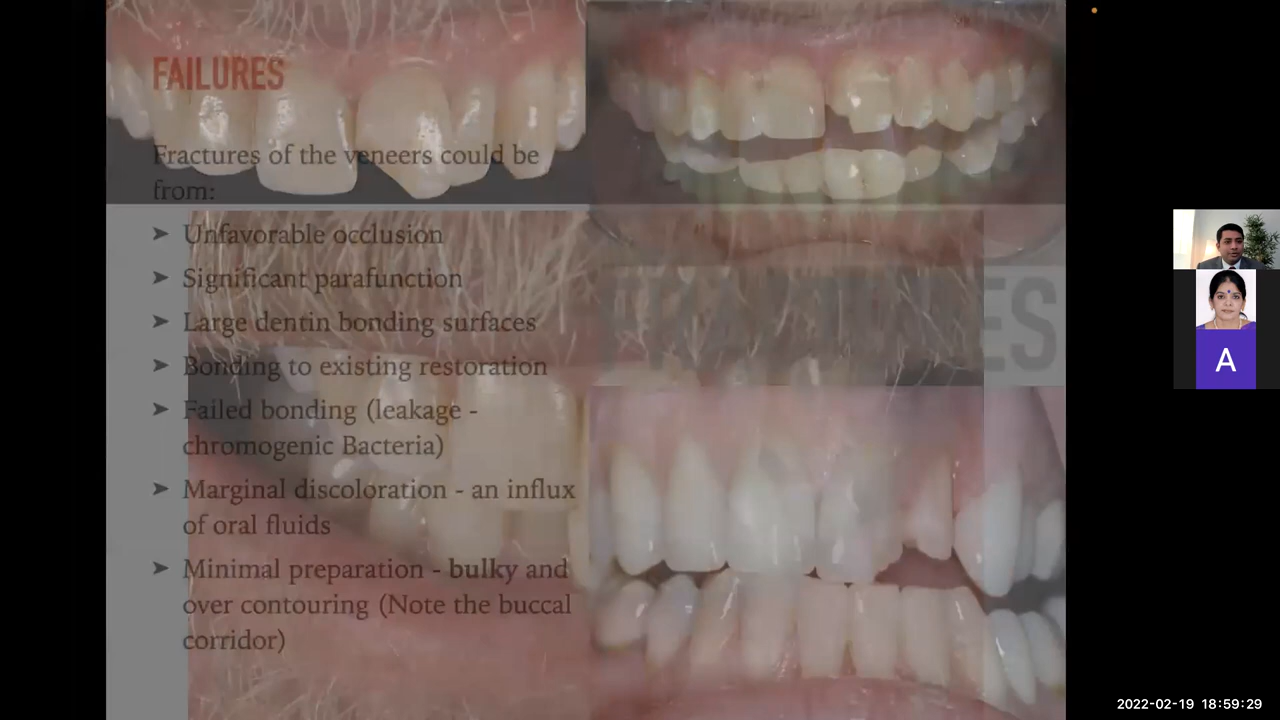 FAILURES
Fractures of the veneers could be
from:
➤ Unfavorable occlusion
➤ Significant parafunction
➤ Large dentin bonding surfaces
➤ Bonding to existing restoration
➤ Failed bonding (leakage -
chromogenic Bacteria)
➤ Marginal discoloration - an influx
of oral fluids
➤ Minimal preparation - bulky and
over contouring (Note the buccal
corridor)
A
2022-02-19 18:59:29